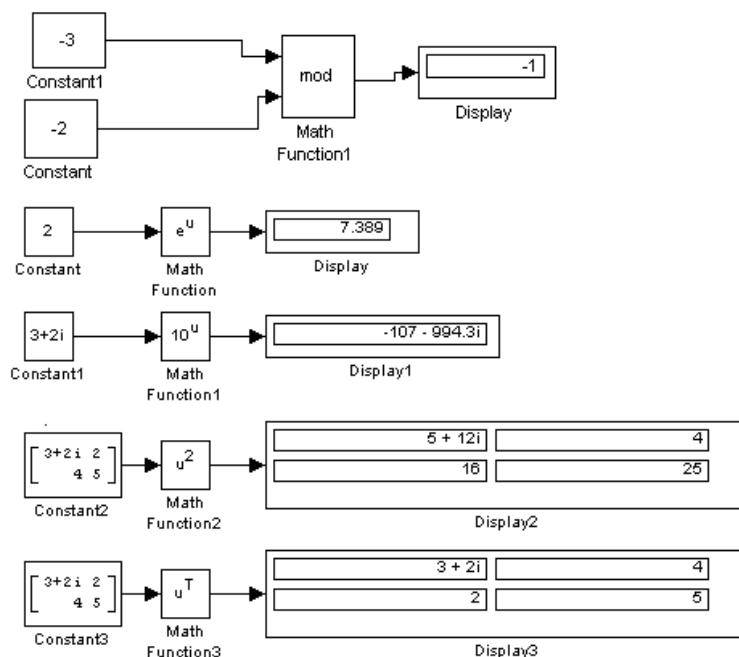 -3
Constant1
-2
Constant
mod
Math
Function1
-1
Display
2
Constant
e^u
Math
Function
7.389
Display
3+2i
Constant1
10^u
Math
Function1
-107 - 994.3i
Display1
[3+2i 2
4 5]
Constant2
u^2
Math
Function2
5 + 12i 4
16 25
Display2
[3+2i 2
4 5]
Constant3
u^T
Math
Function3
3 + 2i 4
2 5
Display3